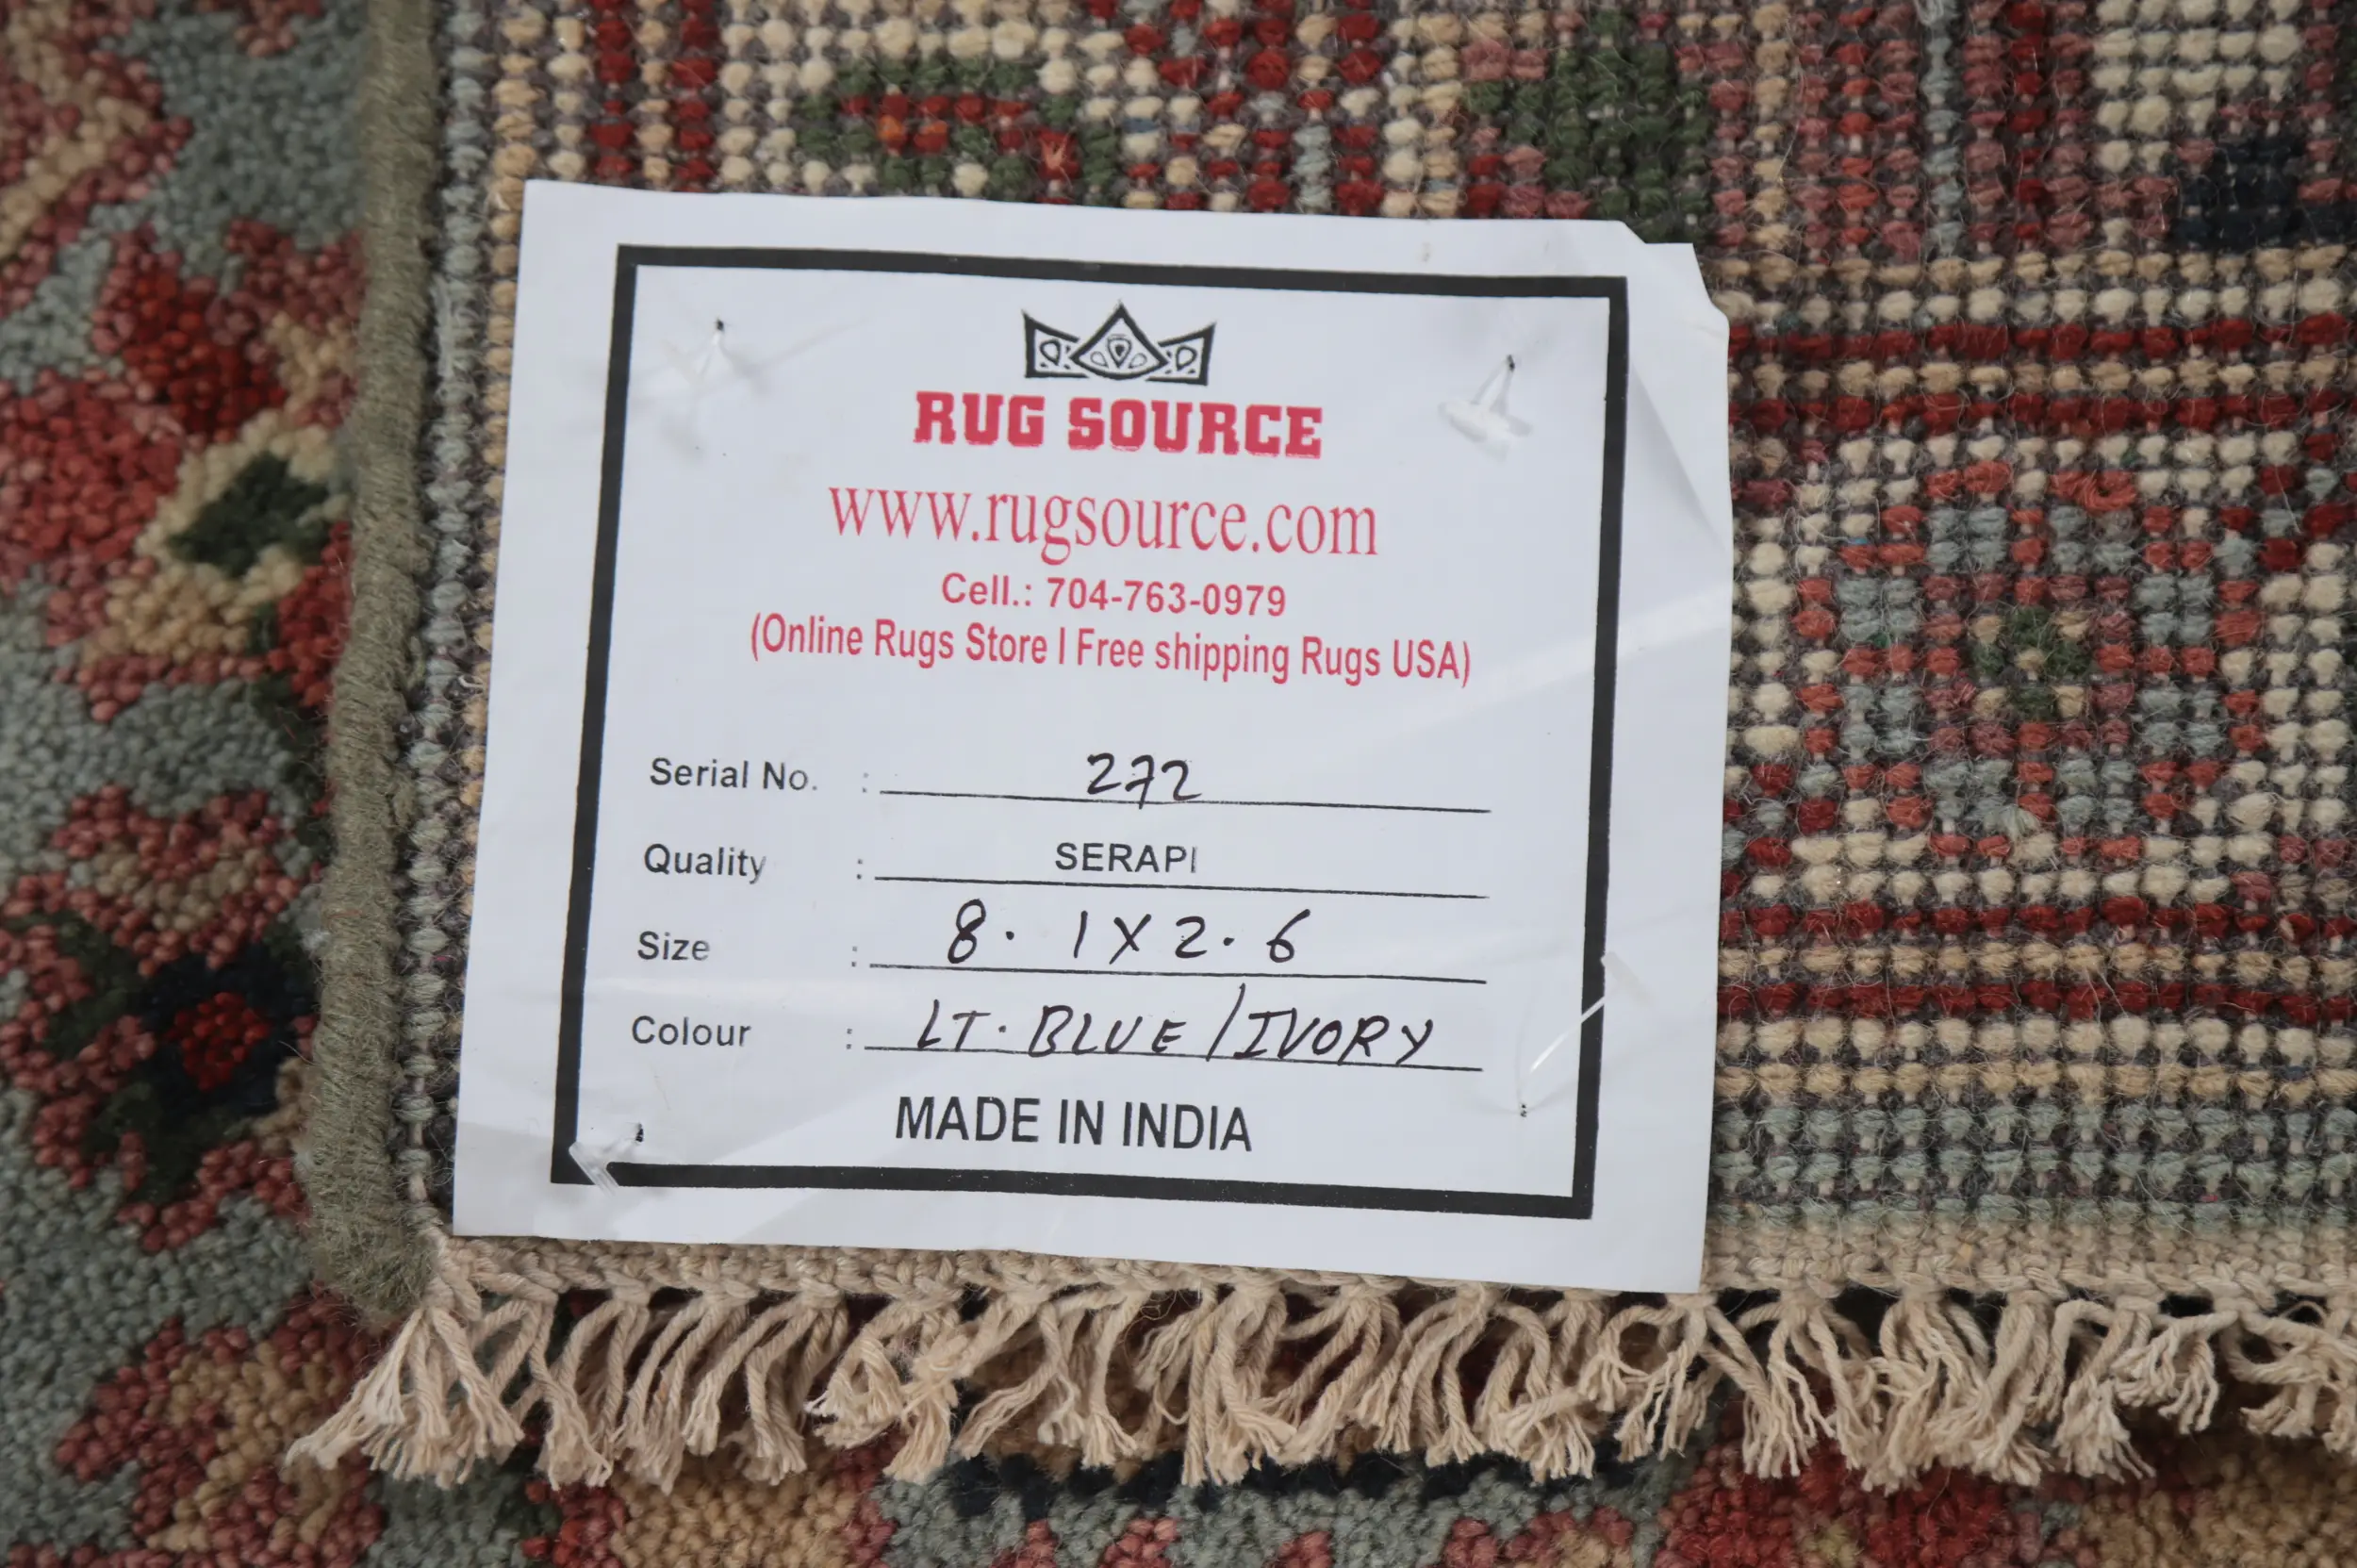 RUG SOURCE
www.rugsource.com
Cell.: 704-763-0979
(Online Rugs Store | Free shipping Rugs USA)
Serial No. : 272
Quality : SERAPI
Size : 8.1X2.6
Colour : LT. BLUE/IVORY
MADE IN INDIA